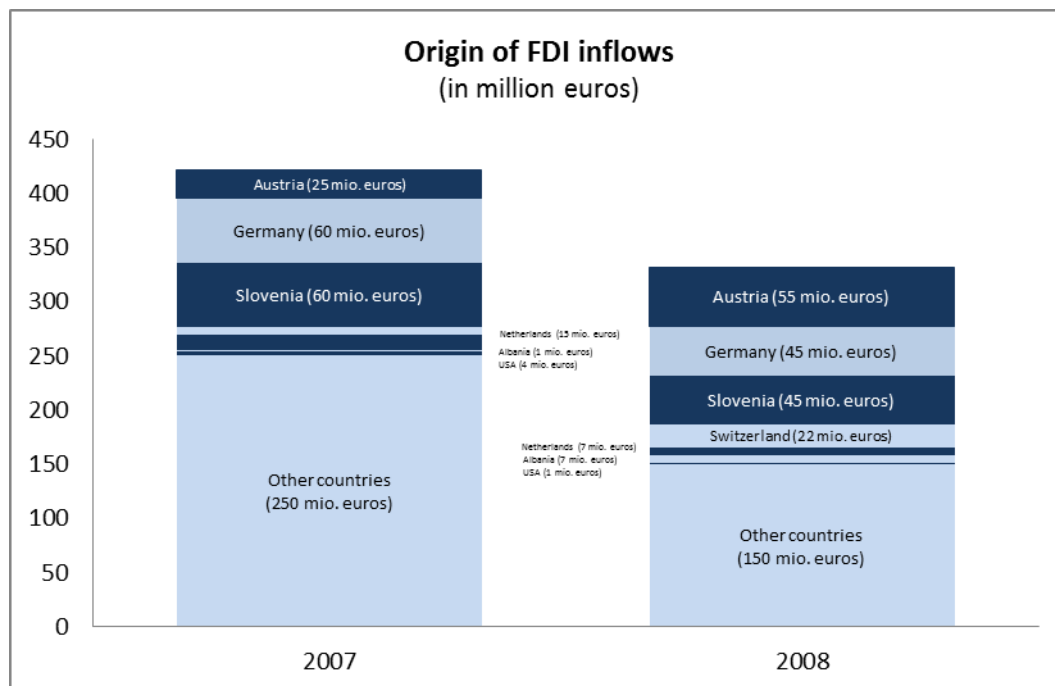 Origin of FDI inflows
(in million euros)
450
400
350
300
250
200
150
100
50
0
Austria (25 mio. euros)
Germany (60 mio. euros)
Slovenia (60 mio. euros)
Netherlands (15 mio. euros)
Albania (1 mio. euros)
USA (4 mio. euros)
Other countries
(250 mio. euros)
Austria (55 mio. euros)
Germany (45 mio. euros)
Slovenia (45 mio. euros)
Switzerland (22 mio. euros)
Netherlands (7 mio. euros)
Albania (7 mio. euros)
USA (1 mio. euros)
Other countries
(150 mio. euros)
2007
2008